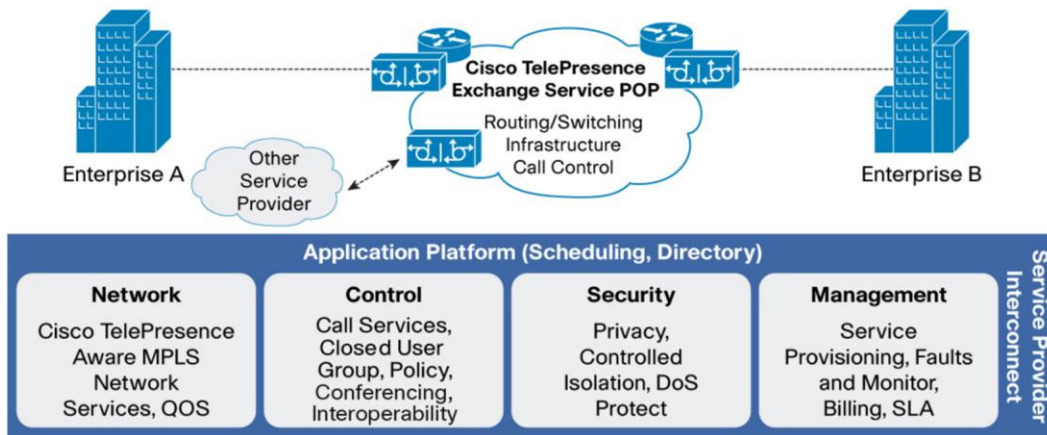 Cisco TelePresence
Exchange Service POP
Routing/Switching
Infrastructure
Call Control
Enterprise A
Other
Service
Provider
Enterprise B
Application Platform (Scheduling, Directory)
Network
Cisco TelePresence
Aware MPLS
Network
Services, QOS
Control
Call Services,
Closed User
Group, Policy,
Conferencing,
Interoperability
Security
Privacy,
Controlled
Isolation, DoS
Protect
Management
Service
Provisioning, Faults
and Monitor,
Billing, SLA
Service Provider
Interconnect